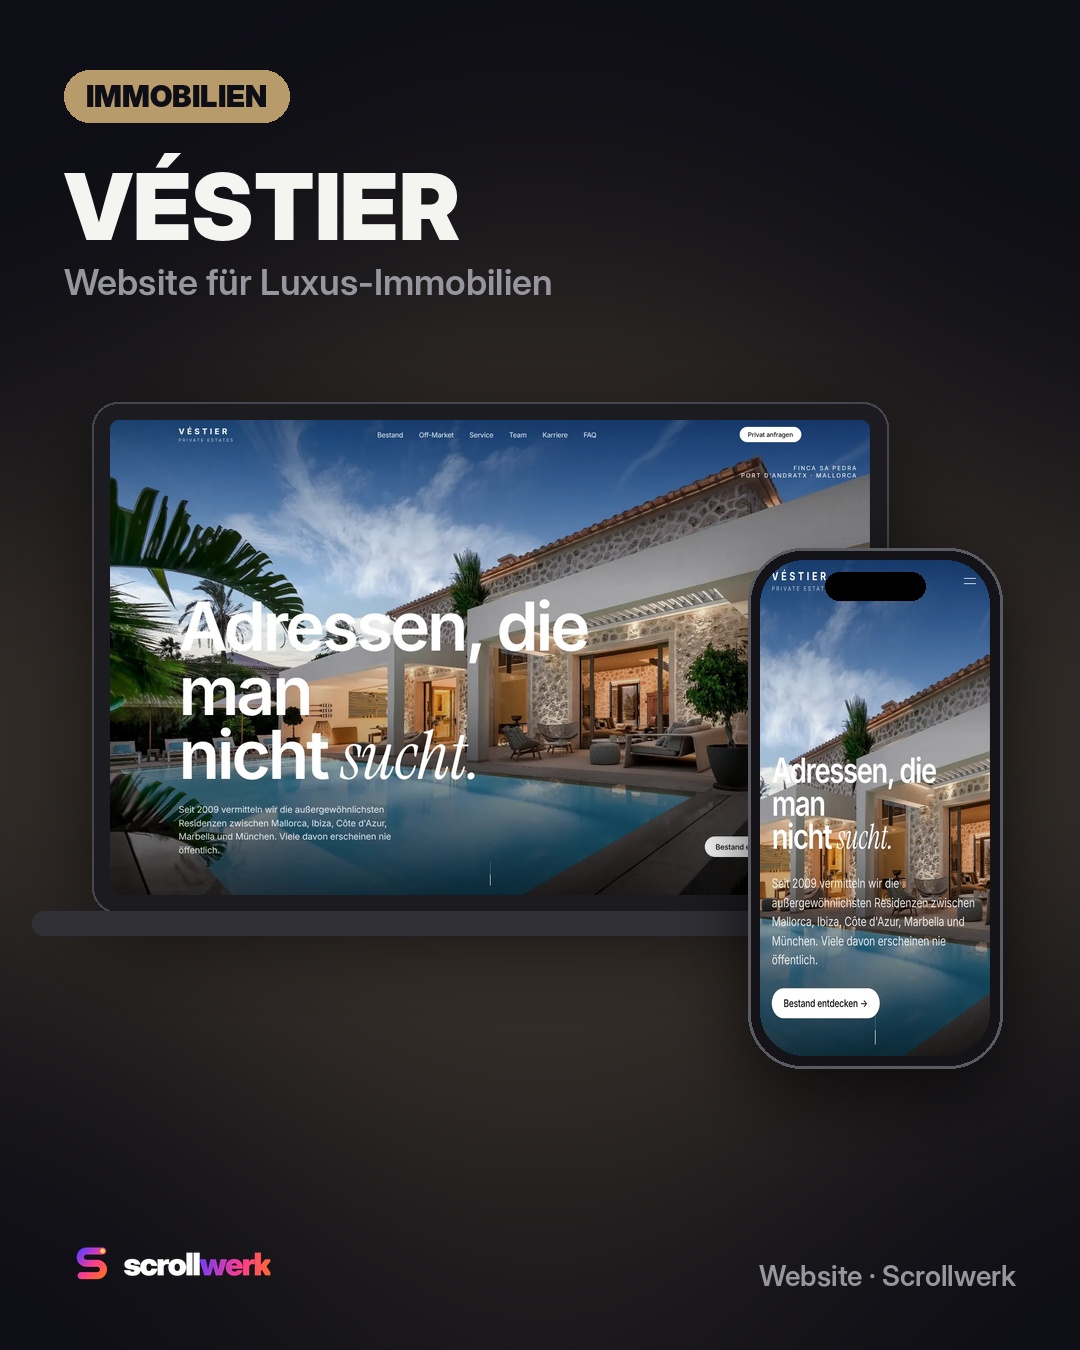 IMMOBILIEN
VÉSTIER
Website für Luxus-Immobilien
VÉSTIER
PRIVATE ESTATES
Bestand Off-Market Service Team Karriere FAQ
Privat anfragen
FINCA SA PEDRA
PORT D'ANDRATX · MALLORCA
Adressen, die
man
nicht sucht.
Seit 2009 vermitteln wir die außergewöhnlichsten
Residenzen zwischen Mallorca, Ibiza, Côte d'Azur,
Marbella und München. Viele davon erscheinen nie
öffentlich.
Bestand
VÉSTIER
PRIVATE
Adressen, die
man
nicht sucht.
Seit 2009 vermitteln wir die
außergewöhnlichsten Residenzen zwischen
Mallorca, Ibiza, Côte d'Azur, Marbella und
München. Viele davon erscheinen nie
öffentlich.
Bestand entdecken →
scrollwerk
Website · Scrollwerk